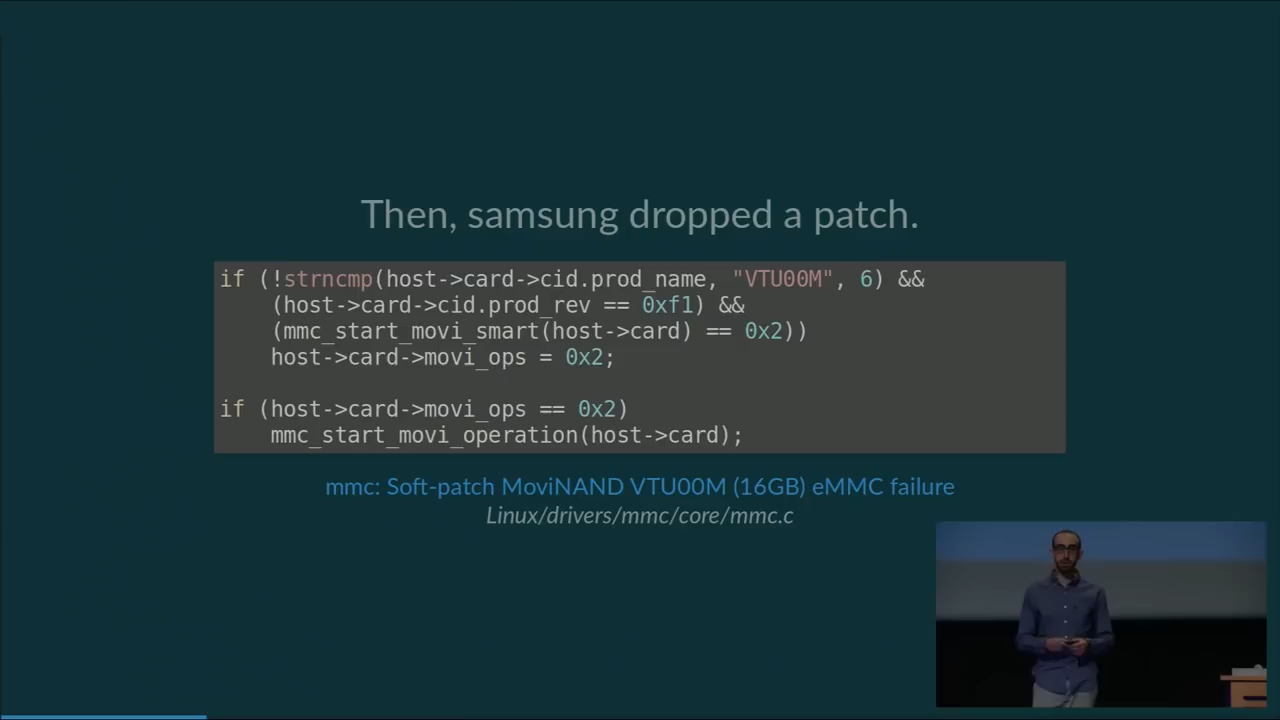 Then, samsung dropped a patch.
if (!strncmp(host->card->cid.prod_name, "VTU00M", 6) &&
    (host->card->cid.prod_rev == 0xf1) &&
    (mmc_start_movi_smart(host->card) == 0x2))
    host->card->movi_ops = 0x2;
if (host->card->movi_ops == 0x2)
    mmc_start_movi_operation(host->card);
mmc: Soft-patch MoviNAND VTU00M (16GB) eMMC failure
Linux/drivers/mmc/core/mmc.c